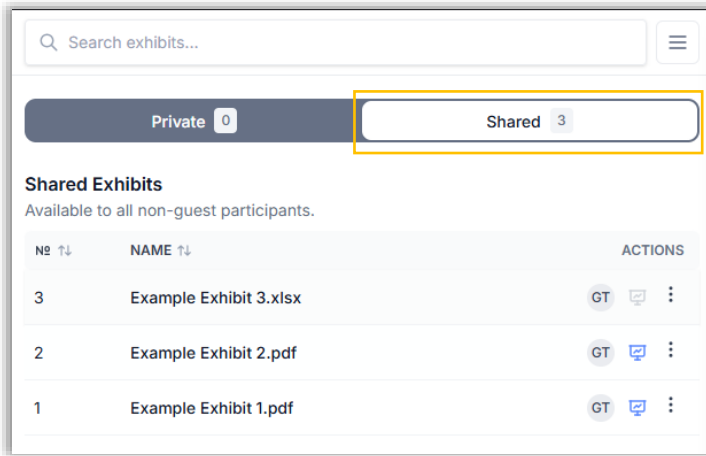 Search exhibits...
Private 0 Shared 3
Shared Exhibits
Available to all non-guest participants.
№ NAME ACTIONS
3 Example Exhibit 3.xlsx GT
2 Example Exhibit 2.pdf GT
1 Example Exhibit 1.pdf GT